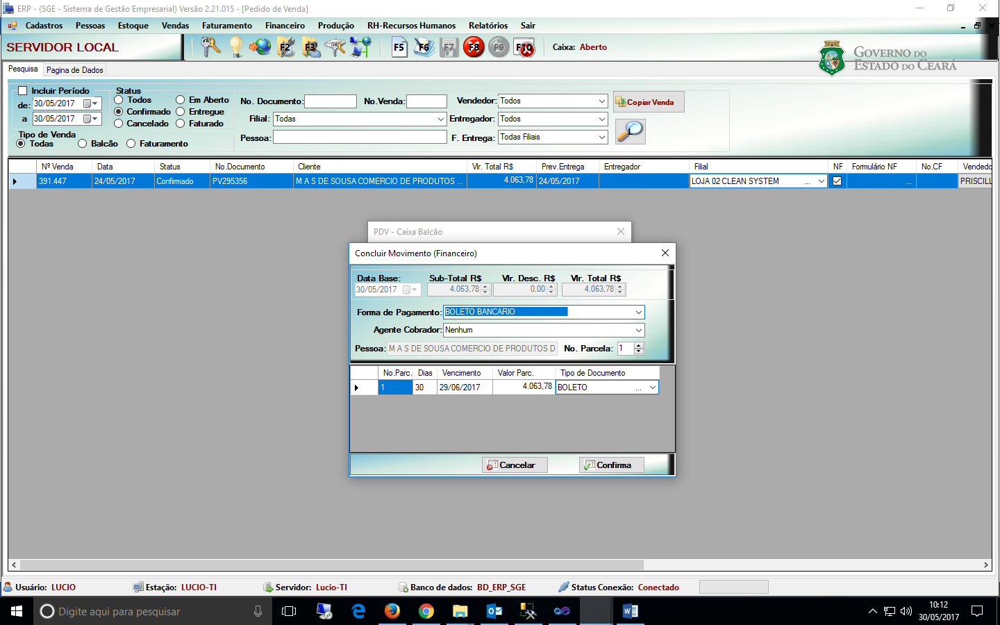 ERP - (SGE - Sistema de Gestão Empresarial) Versão 2.21.015 - [Pedido de Venda]
Cadastros Pessoas Estoque Vendas Faturamento Financeiro Produção RH-Recursos Humanos Relatórios Sair
SERVIDOR LOCAL F2 F3 F5 F6 F7 F8 F9 F10 Caixa: Aberto
GOVERNO DO
ESTADO DO CEARÁ
Pesquisa Pagina de Dados
Incluir Período
de: 30/05/2017
a 30/05/2017
Status
Todos Em Aberto
Confirmado Entregue
Cancelado Faturado
Tipo de Venda
Todas Balcão Faturamento
No. Documento: No.Venda: Vendedor: Todos Copiar Venda
Filial: Todas Entregador: Todos
Pessoa: F. Entrega: Todas Filiais
Nº Venda Data Status No.Documento Cliente Vlr. Total R$ Prev.Entrega Entregador Filial NF Formulário NF No.CF Vendedo
391.447 24/05/2017 Confirmado PV295356 M A S DE SOUSA COMERCIO DE PRODUTOS ... 4.063,78 24/05/2017 LOJA 02 CLEAN SYSTEM ... ... PRISCILL
PDV - Caixa Balcão
Concluir Movimento (Financeiro)
Data Base: Sub-Total R$ Vlr. Desc. R$ Vlr. Total R$
30/05/2017 4.063,78 0,00 4.063,78
Forma de Pagamento: BOLETO BANCARIO
Agente Cobrador: Nenhum
Pessoa: M A S DE SOUSA COMERCIO DE PRODUTOS D No. Parcela: 1
No.Parc. Dias Vencimento Valor Parc. Tipo de Documento
1 30 29/06/2017 4.063,78 BOLETO ...
Cancelar Confirma
Usuário: LUCIO Estação: LUCIO-TI Servidor: Lucio-TI Banco de dados: BD_ERP_SGE Status Conexão: Conectado
Digite aqui para pesquisar
10:12
30/05/2017